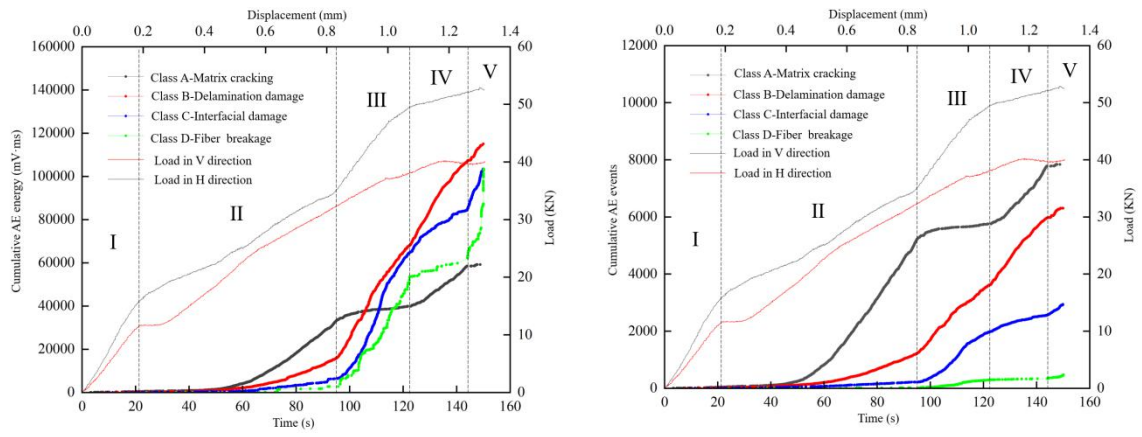 Displacement (mm)
0.0 0.2 0.4 0.6 0.8 1.0 1.2 1.4
160000
140000
120000
100000
80000
60000
40000
20000
0
Cumulative AE energy (mV·ms)
Class A-Matrix cracking
Class B-Delamination damage
Class C-Interfacial damage
Class D-Fiber breakage
Load in V direction
Load in H direction
I
II
III
IV
V
60
50
40
30
20
10
0
Load (KN)
0 20 40 60 80 100 120 140 160
Time (s)
Displacement (mm)
0.0 0.2 0.4 0.6 0.8 1.0 1.2 1.4
12000
10000
8000
6000
4000
2000
0
Cumulative AE events
Class A-Matrix cracking
Class B-Delamination damage
Class C-Interfacial damage
Class D-Fiber breakage
Load in V direction
Load in H direction
I
II
III
IV
V
60
50
40
30
20
10
0
Load (KN)
0 20 40 60 80 100 120 140 160
Time (s)